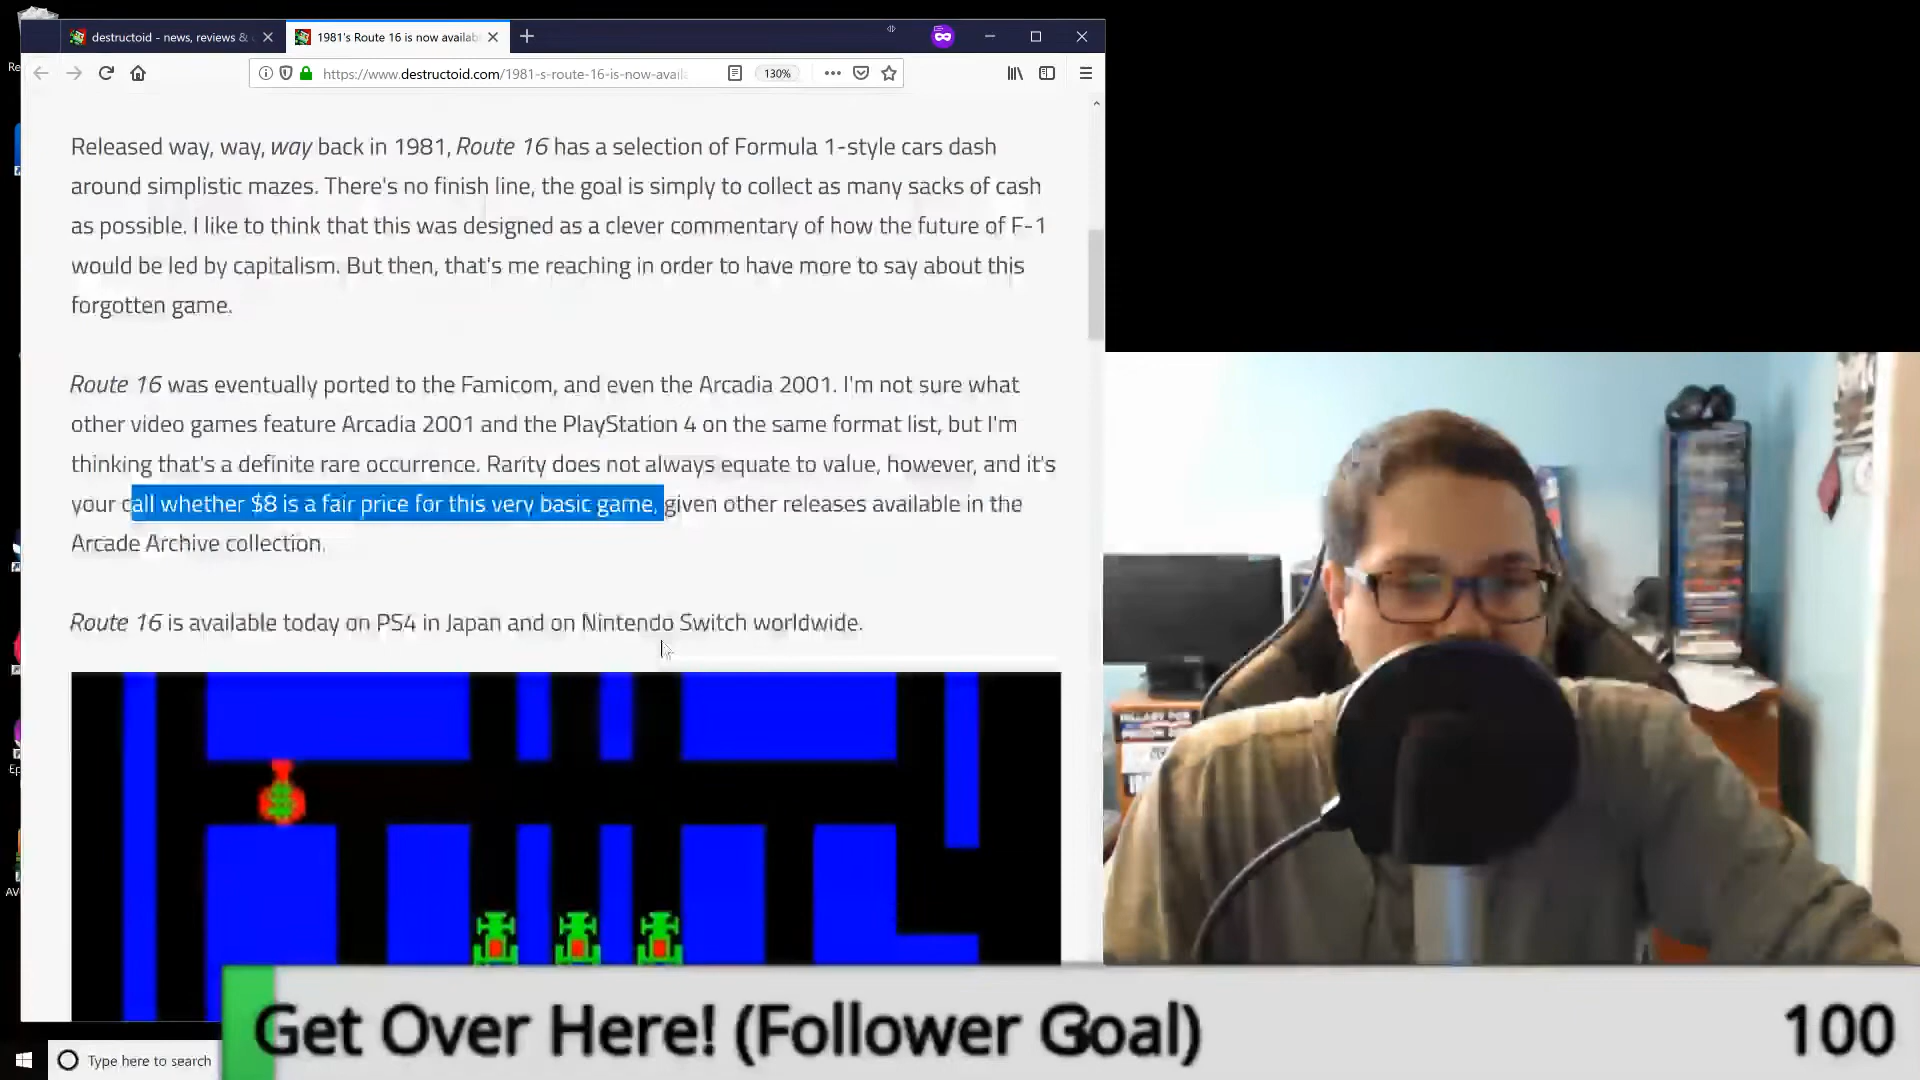 destructoid - news, reviews &
1981's Route 16 is now availab
https://www.destructoid.com/1981-s-route-16-is-now-availa
130%
Released way, way, way back in 1981, Route 16 has a selection of Formula 1-style cars dash
around simplistic mazes. There's no finish line, the goal is simply to collect as many sacks of cash
as possible. I like to think that this was designed as a clever commentary of how the future of F-1
would be led by capitalism. But then, that's me reaching in order to have more to say about this
forgotten game.
Route 16 was eventually ported to the Famicom, and even the Arcadia 2001. I'm not sure what
other video games feature Arcadia 2001 and the PlayStation 4 on the same format list, but I'm
thinking that's a definite rare occurrence. Rarity does not always equate to value, however, and it's
your call whether $8 is a fair price for this very basic game, given other releases available in the
Arcade Archive collection.
Route 16 is available today on PS4 in Japan and on Nintendo Switch worldwide.
Get Over Here! (Follower Goal)
100
Type here to search